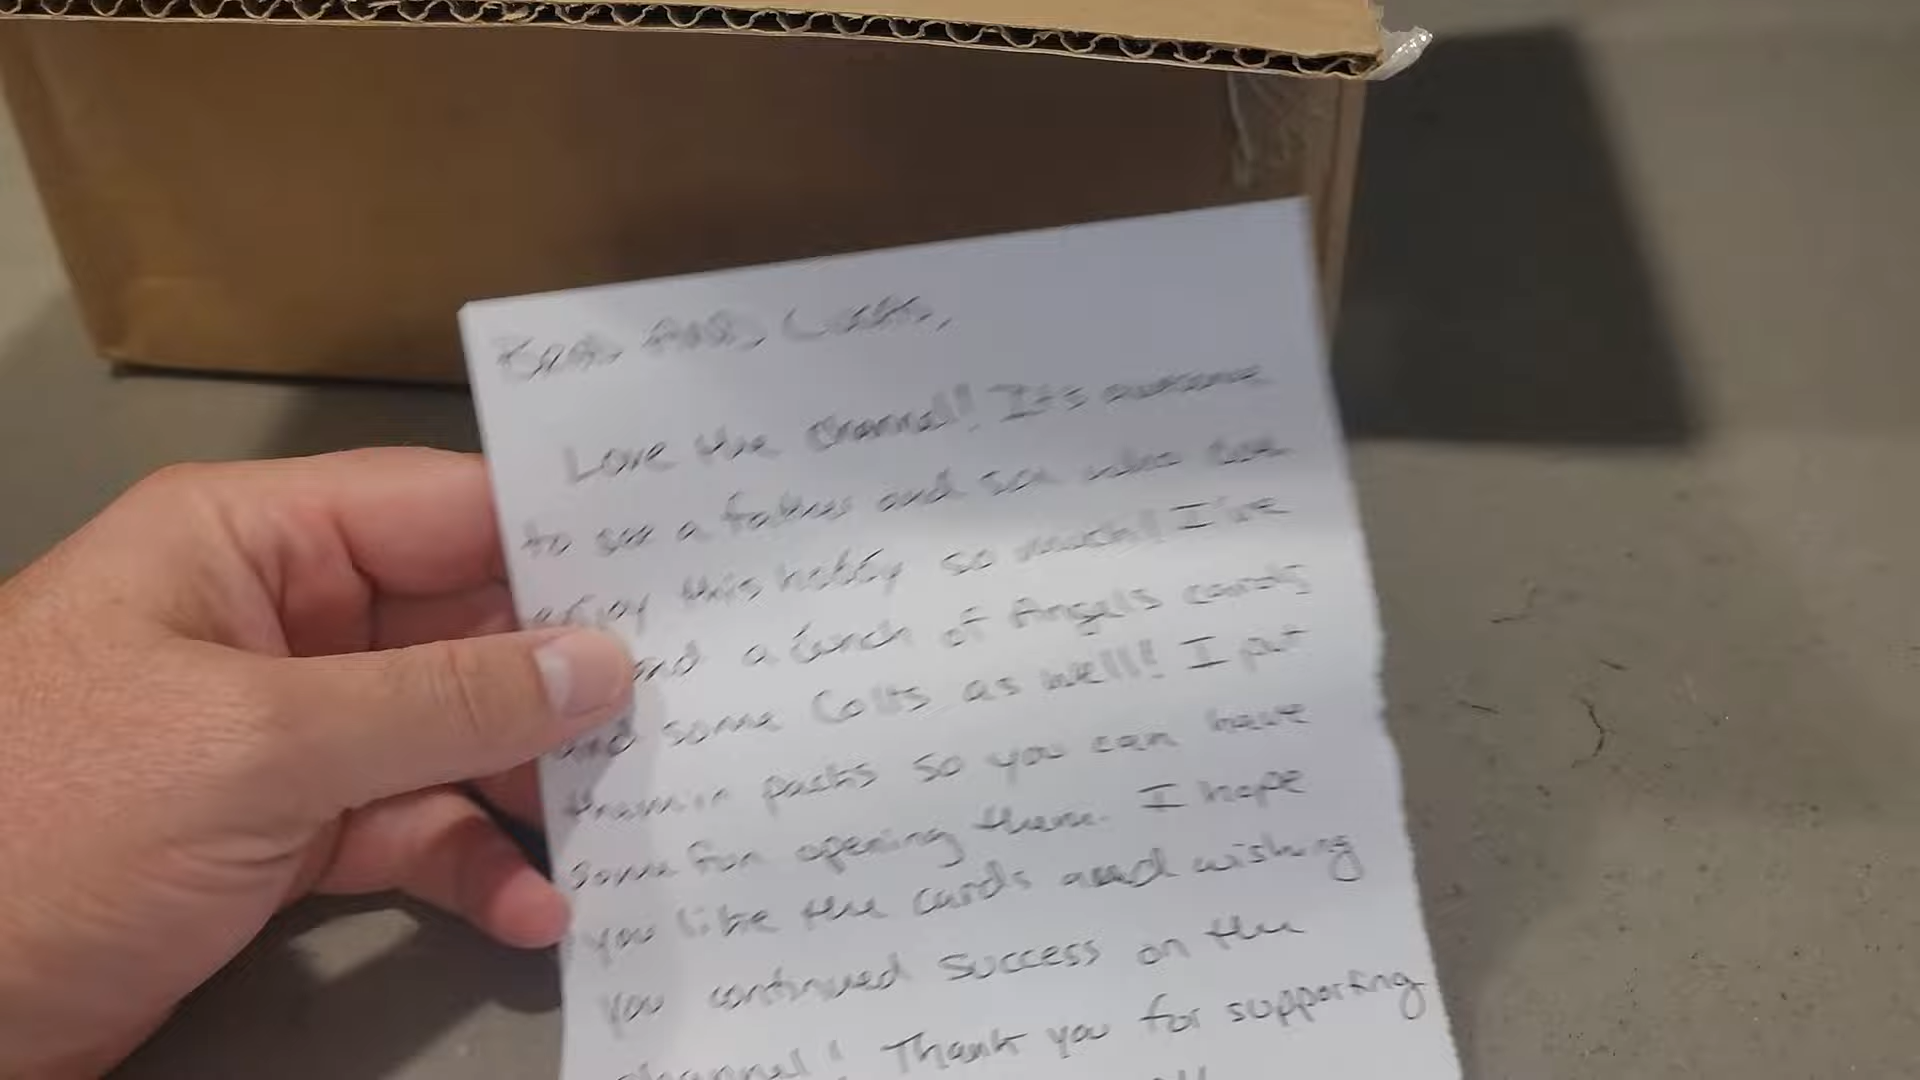 Love the Channel! It's awesome
to see a father and son who
enjoy this hobby so much! I've
a bunch of Angels cards
and some Colts as well! I put
them in packs so you can have
some fun opening them. I hope
you like the cards and wishing
you continued success on the
channel! Thank you for supporting